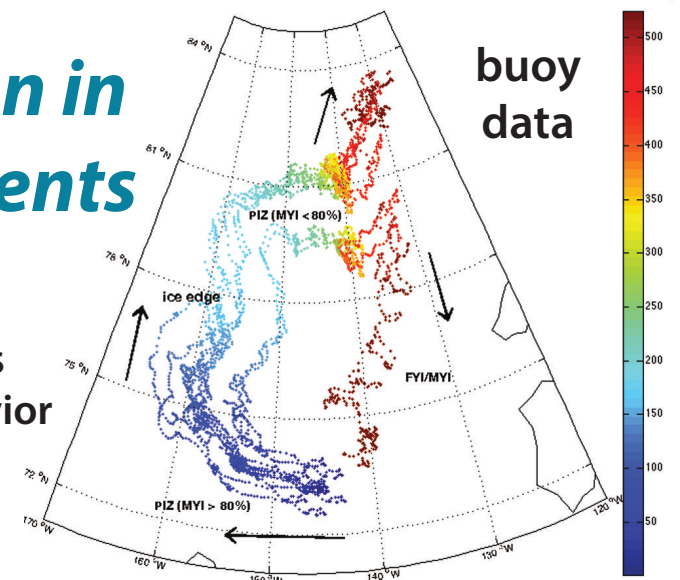 n in
ents
s
vior
buoy
data
84 °N
81 °N
78 °N
75 °N
72 °N
170 °W
160 °W
140 °W
130 °W
120 °W
PIZ (MYI < 80%)
ice edge
FYI/MYI
PIZ (MYI > 80%)
500
450
400
350
300
250
200
150
100
50